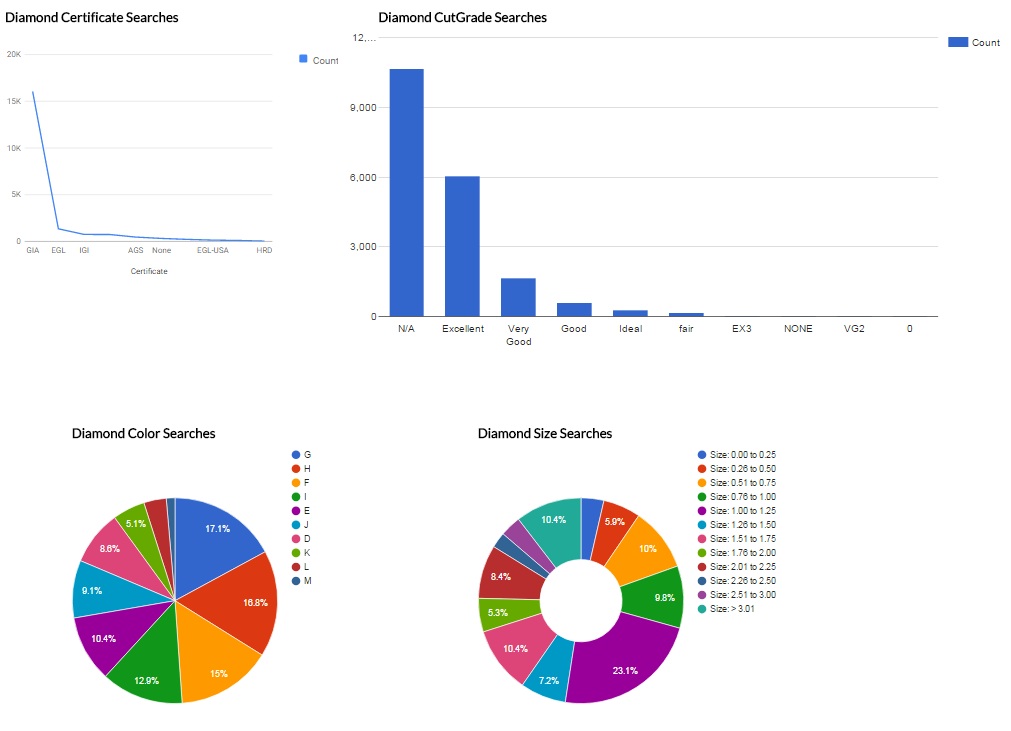 Diamond Certificate Searches
20K
15K
10K
5K
0
GIA EGL IGI AGS None EGL-USA HRD
Certificate
Count
Diamond CutGrade Searches
12,...
9,000
6,000
3,000
0
N/A Excellent Very Good Good Ideal fair EX3 NONE VG2 0
Count
Diamond Color Searches
17.1%
16.8%
15%
12.9%
10.4%
9.1%
8.6%
5.1%
G
H
F
I
E
J
D
K
L
M
Diamond Size Searches
5.9%
10%
9.8%
23.1%
7.2%
10.4%
5.3%
8.4%
10.4%
Size: 0.00 to 0.25
Size: 0.26 to 0.50
Size: 0.51 to 0.75
Size: 0.76 to 1.00
Size: 1.00 to 1.25
Size: 1.26 to 1.50
Size: 1.51 to 1.75
Size: 1.76 to 2.00
Size: 2.01 to 2.25
Size: 2.26 to 2.50
Size: 2.51 to 3.00
Size: > 3.01